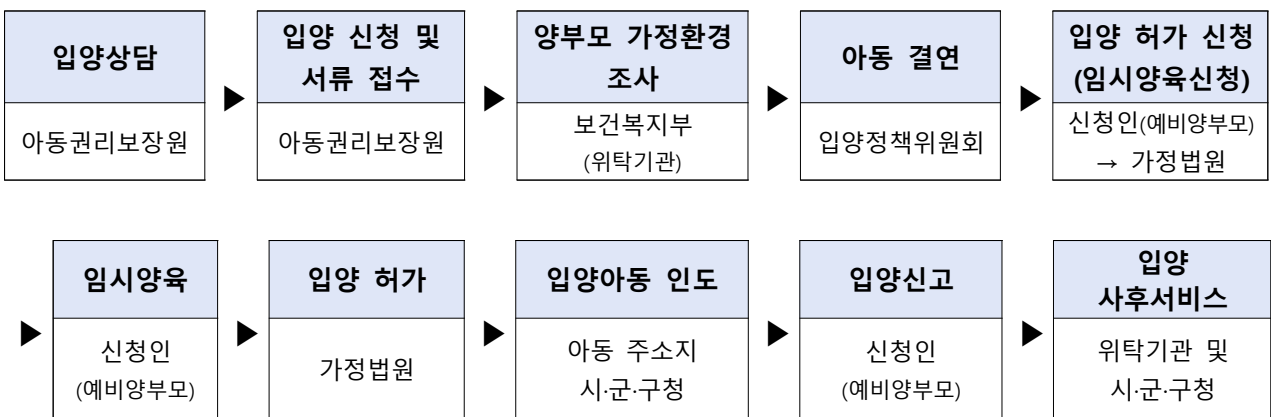 입양상담
아동권리보장원
▶
입양 신청 및
서류 접수
아동권리보장원
▶
양부모 가정환경
조사
보건복지부
(위탁기관)
▶
아동 결연
입양정책위원회
▶
입양 허가 신청
(임시양육신청)
신청인(예비양부모)
→ 가정법원
▶
임시양육
신청인
(예비양부모)
▶
입양 허가
가정법원
▶
입양아동 인도
아동 주소지
시·군·구청
▶
입양신고
신청인
(예비양부모)
▶
입양
사후서비스
위탁기관 및
시·군·구청